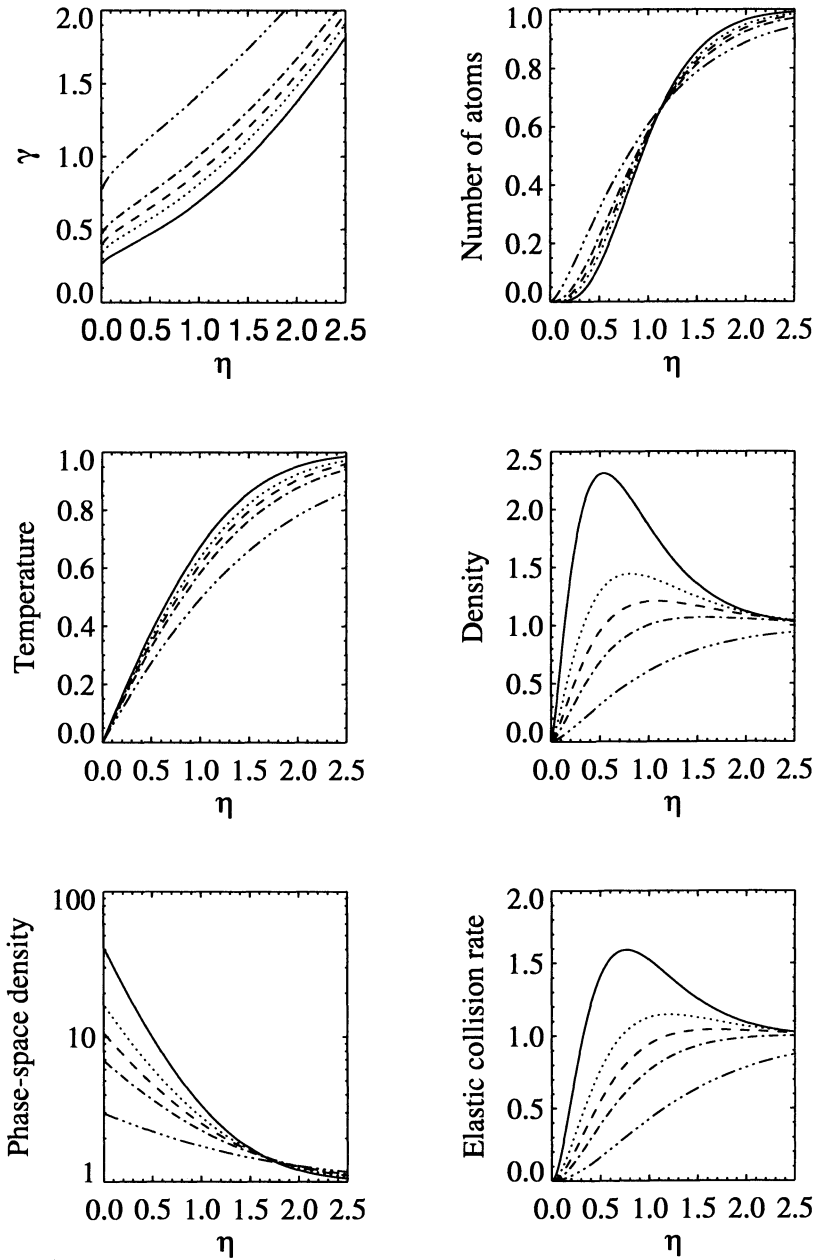 2.0
1.5
1.0
0.5
0.0
γ
0.0 0.5 1.0 1.5 2.0 2.5
η
1.0
0.8
0.6
0.4
0.2
0.0
Number of atoms
0.0 0.5 1.0 1.5 2.0 2.5
η
1.0
0.8
0.6
0.4
0.2
0.0
Temperature
0.0 0.5 1.0 1.5 2.0 2.5
η
2.5
2.0
1.5
1.0
0.5
0.0
Density
0.0 0.5 1.0 1.5 2.0 2.5
η
100
10
1
Phase-space density
0.0 0.5 1.0 1.5 2.0 2.5
η
2.0
1.5
1.0
0.5
0.0
Elastic collision rate
0.0 0.5 1.0 1.5 2.0 2.5
η